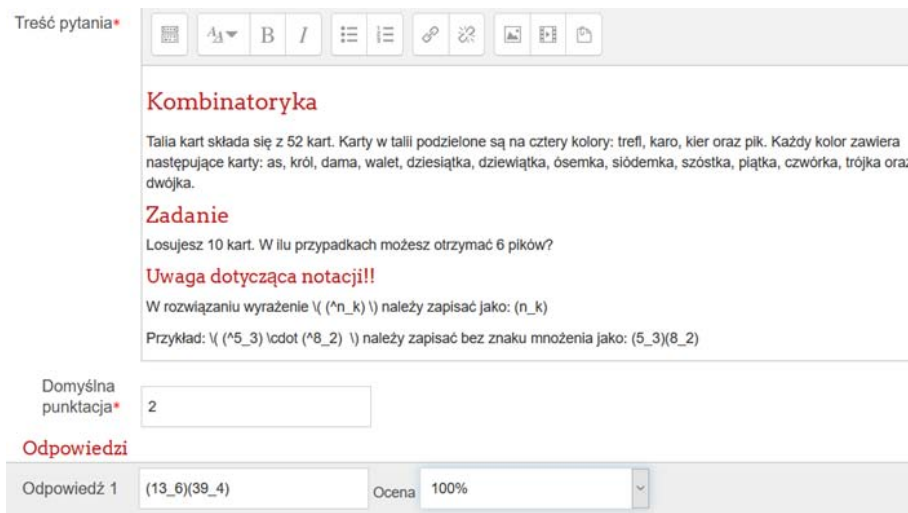 Treść pytania*
Kombinatoryka
Talia kart składa się z 52 kart. Karty w talii podzielone są na cztery kolory: trefl, karo, kier oraz pik. Każdy kolor zawiera
następujące karty: as, król, dama, walet, dziesiątka, dziewiątka, ósemka, siódemka, szóstka, piątka, czwórka, trójka oraz
dwójka.
Zadanie
Losujesz 10 kart. W ilu przypadkach możesz otrzymać 6 pików?
Uwaga dotycząca notacji!!
W rozwiązaniu wyrażenie \( (^n_k) \) należy zapisać jako: (n_k)
Przykład: \( (^5_3) \cdot (^8_2) \) należy zapisać bez znaku mnożenia jako: (5_3)(8_2)
Domyślna
punktacja* 2
Odpowiedzi
Odpowiedź 1 (13_6)(39_4) Ocena 100%